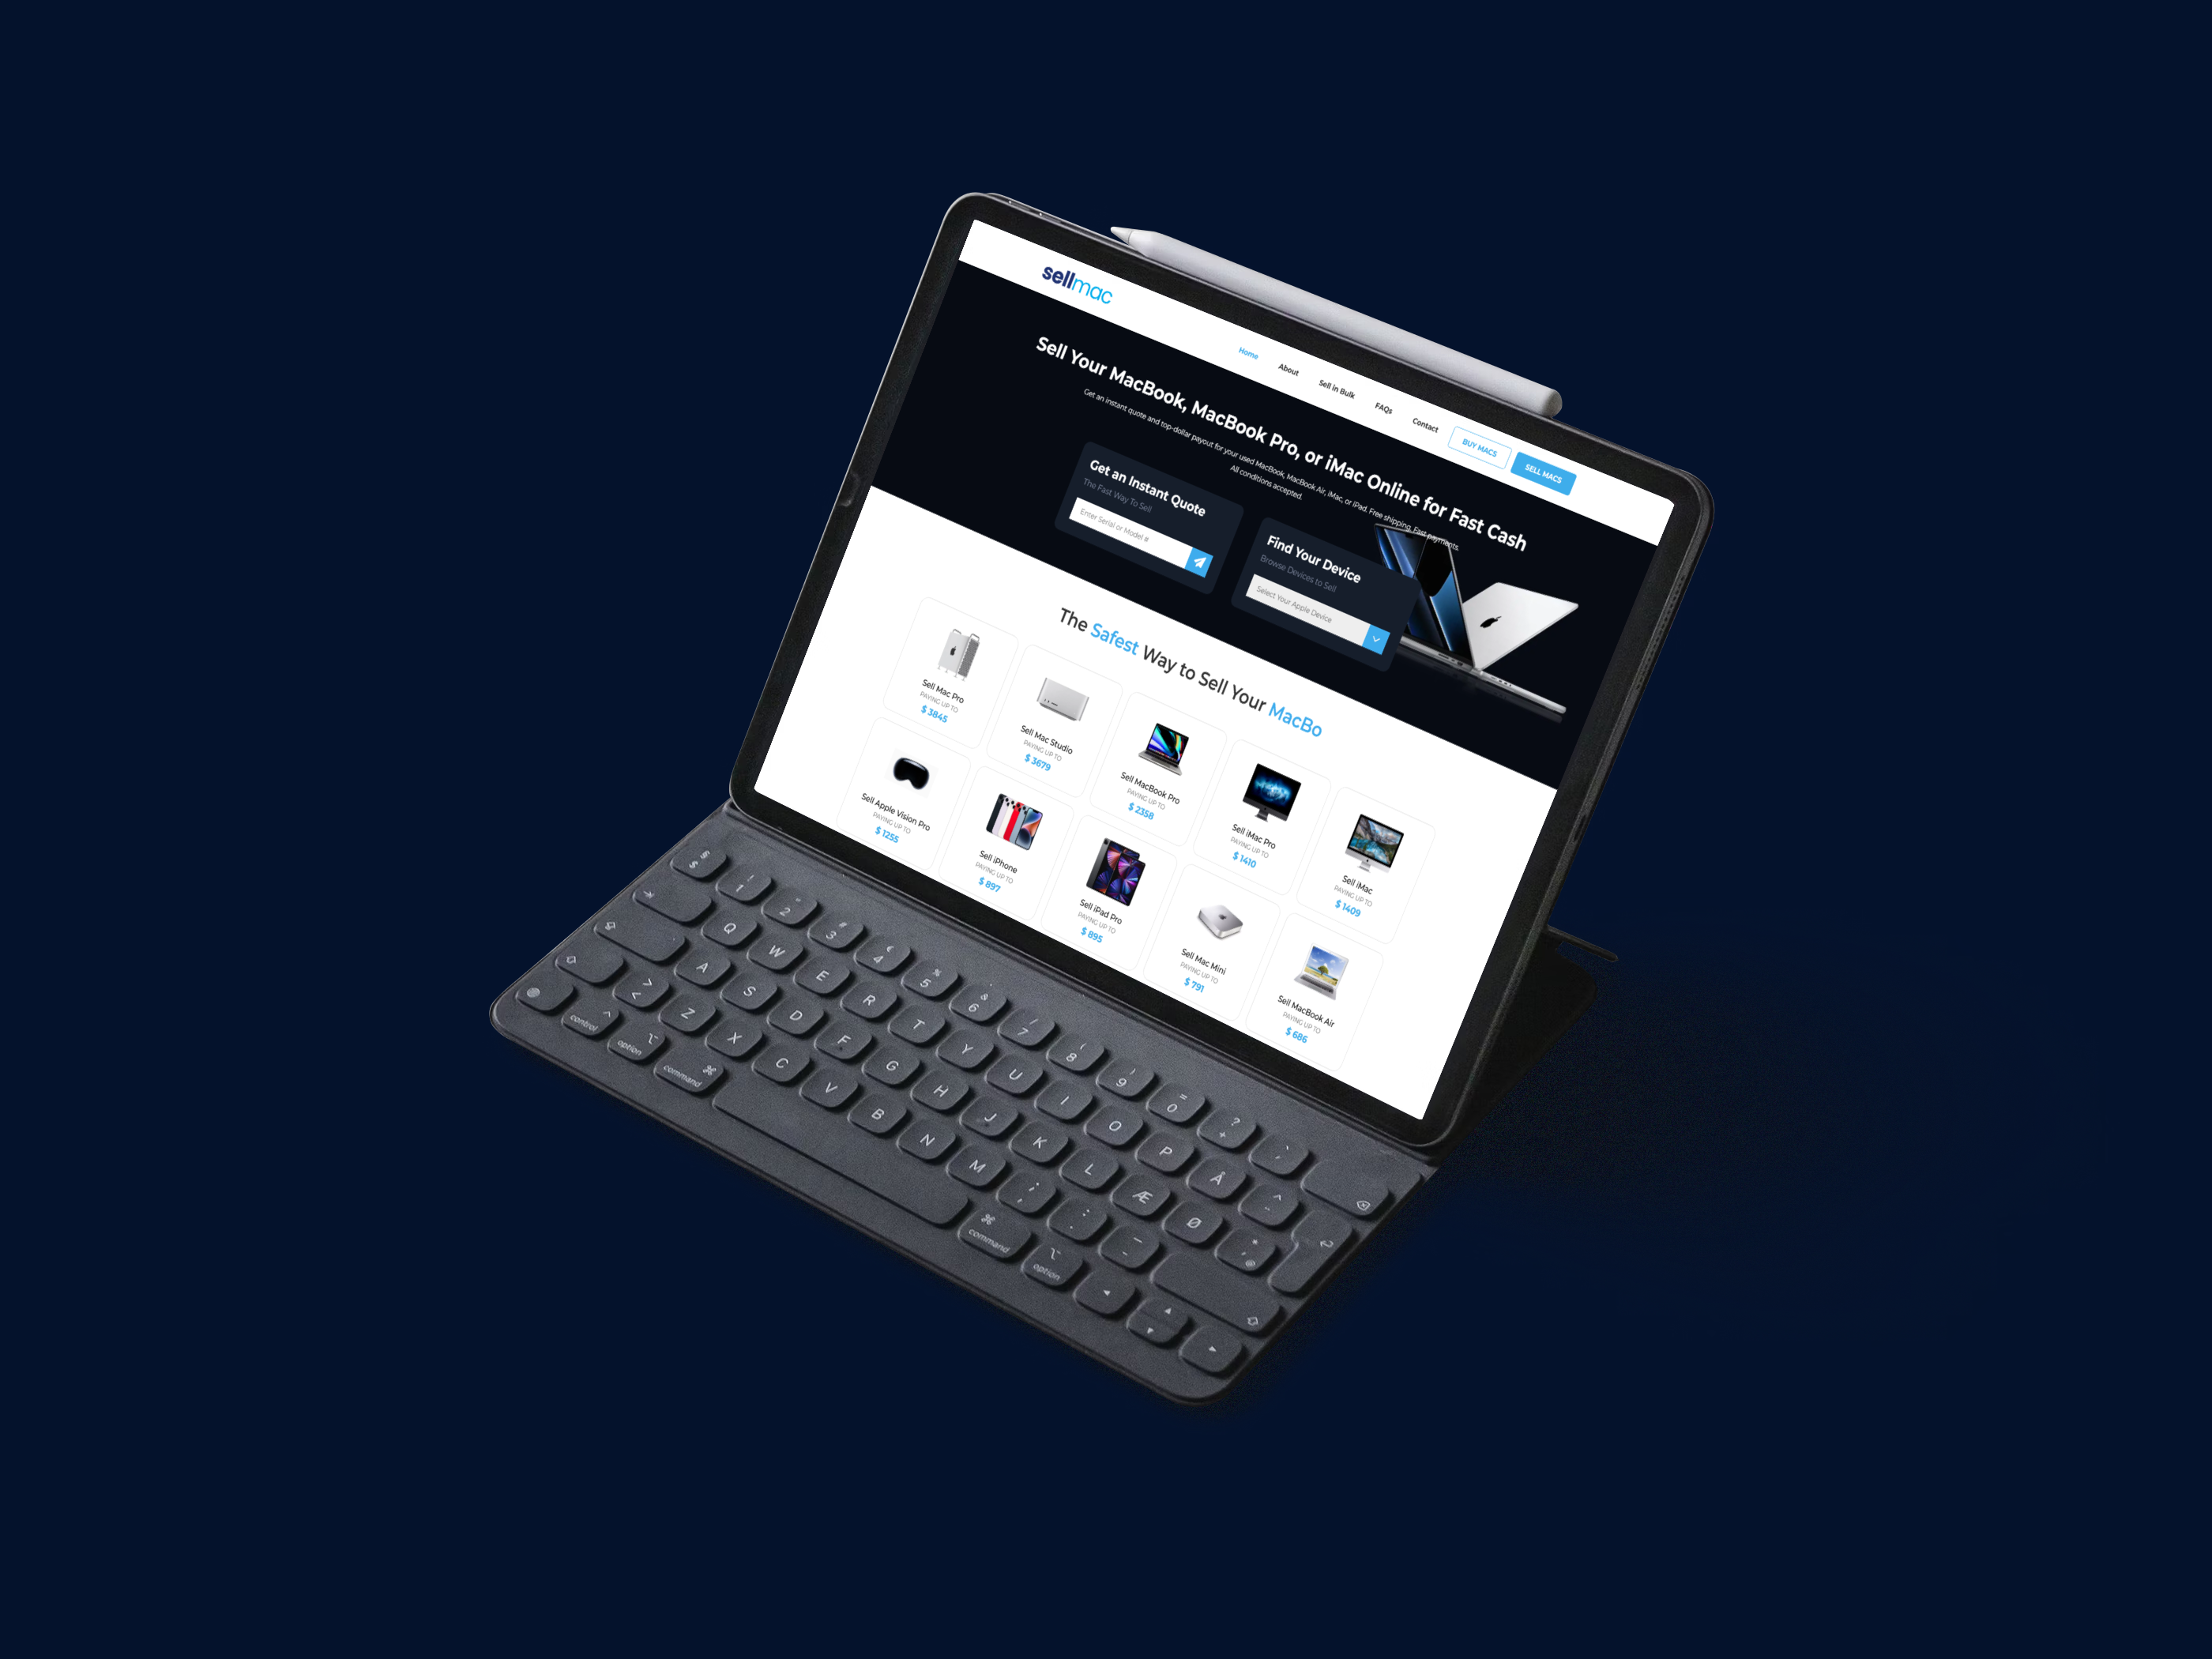 sellmac
Home
About
Sell in Bulk
FAQs
Contact
BUY MACS
SELL MACS
Sell Your MacBook, MacBook Pro, or iMac Online for Fast Cash
Get an instant quote and top-dollar payout for your used MacBook, MacBook Air, iMac, or iPad. Free shipping. Fast payments.
All conditions accepted.
Get an Instant Quote
The Fast Way To Sell
Enter Serial or Model #
Find Your Device
Browse Devices to Sell
Select Your Apple Device
The Safest Way to Sell Your MacBo
Sell Mac Pro
PAYING UP TO
$ 3845
Sell Mac Studio
PAYING UP TO
$ 3679
Sell MacBook Pro
PAYING UP TO
$ 2358
Sell iMac Pro
PAYING UP TO
$ 1410
Sell iMac
PAYING UP TO
$ 1409
Sell Apple Vision Pro
PAYING UP TO
$ 1255
Sell iPhone
PAYING UP TO
$ 897
Sell iPad Pro
PAYING UP TO
$ 895
Sell Mac Mini
PAYING UP TO
$ 791
Sell MacBook Air
PAYING UP TO
$ 686
1 2 3 4 5 6 7 8 9 0
Q W E R T Y U I O P Å
A S D F G H J K L Æ Ø
Z X C V B N M
control option command command option